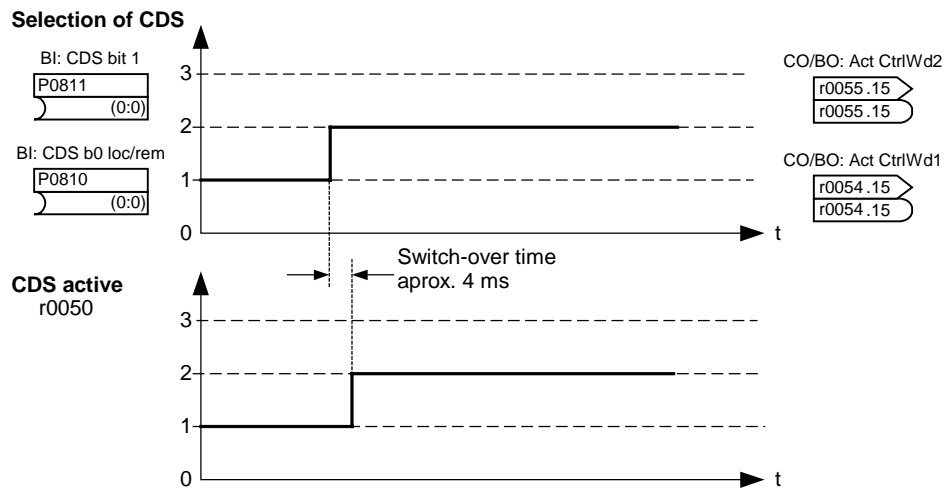 Selection of CDS
BI: CDS bit 1
P0811
(0:0)
BI: CDS b0 loc/rem
P0810
(0:0)
3
2
1
0
t
CO/BO: Act CtrlWd2
r0055.15
r0055.15
CO/BO: Act CtrlWd1
r0054.15
r0054.15
Switch-over time
aprox. 4 ms
CDS active
r0050
3
2
1
0
t